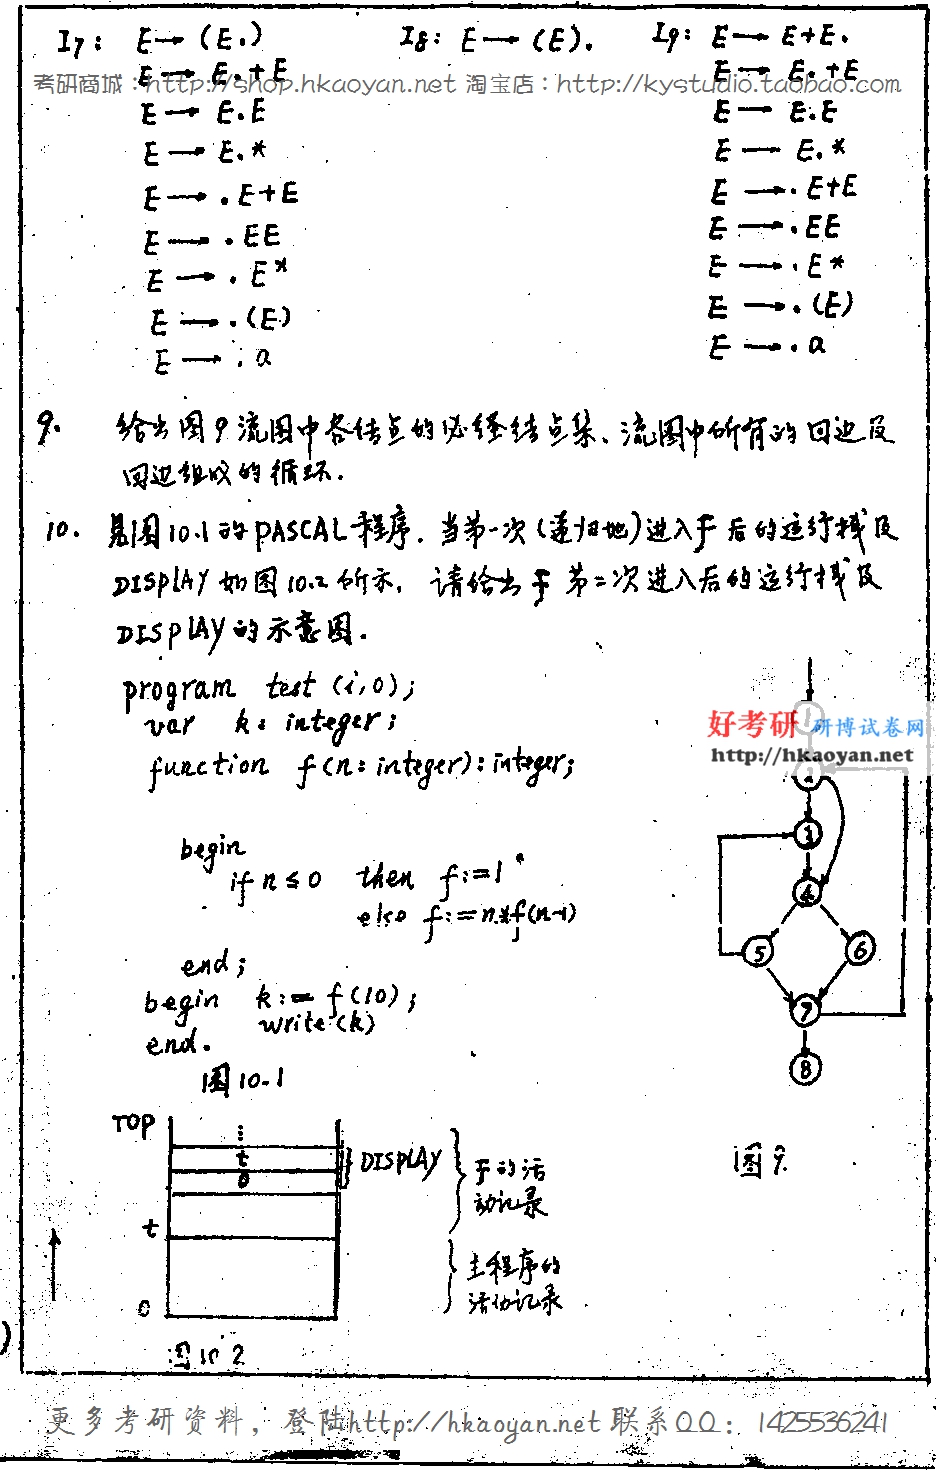 I7: E→(E.) I8: E→(E). I9: E→E+E.
E→E.+E E→E.+E
考研商城：http://shop.hkaoyan.net 淘宝店：http://kystudio.taobao.com
E→E.E E→E.E
E→E.* E→E.*
E→.E+E E→.E+E
E→.EE E→.EE
E→.E* E→.E*
E→.(E) E→.(E)
E→.a E→.a
9. 给出图9流图中各结点的必经结点集、流图中所有的回边及
回边组成的循环.
10. 是图10.1的PASCAL程序. 当第一次(递归地)进入f后的运行栈及
DISPLAY如图10.2所示, 请给出f第二次进入后的运行栈及
DISPLAY的示意图.
program test (i,0);
var k: integer;
function f(n: integer): integer;
begin
if n≤0 then f:=1
else f:=n*f(n-1)
end;
begin k:=f(10);
write(k)
end.
图10.1
好考研 研博试卷网
http://hkaoyan.net
1
2
3
4
5 6
7
8
图9.
TOP
⋮
t
0
DISPLAY
f的活
动记录
t
主程序的
活动记录
0
图10.2
更多考研资料，登陆http://hkaoyan.net 联系QQ：1425536241